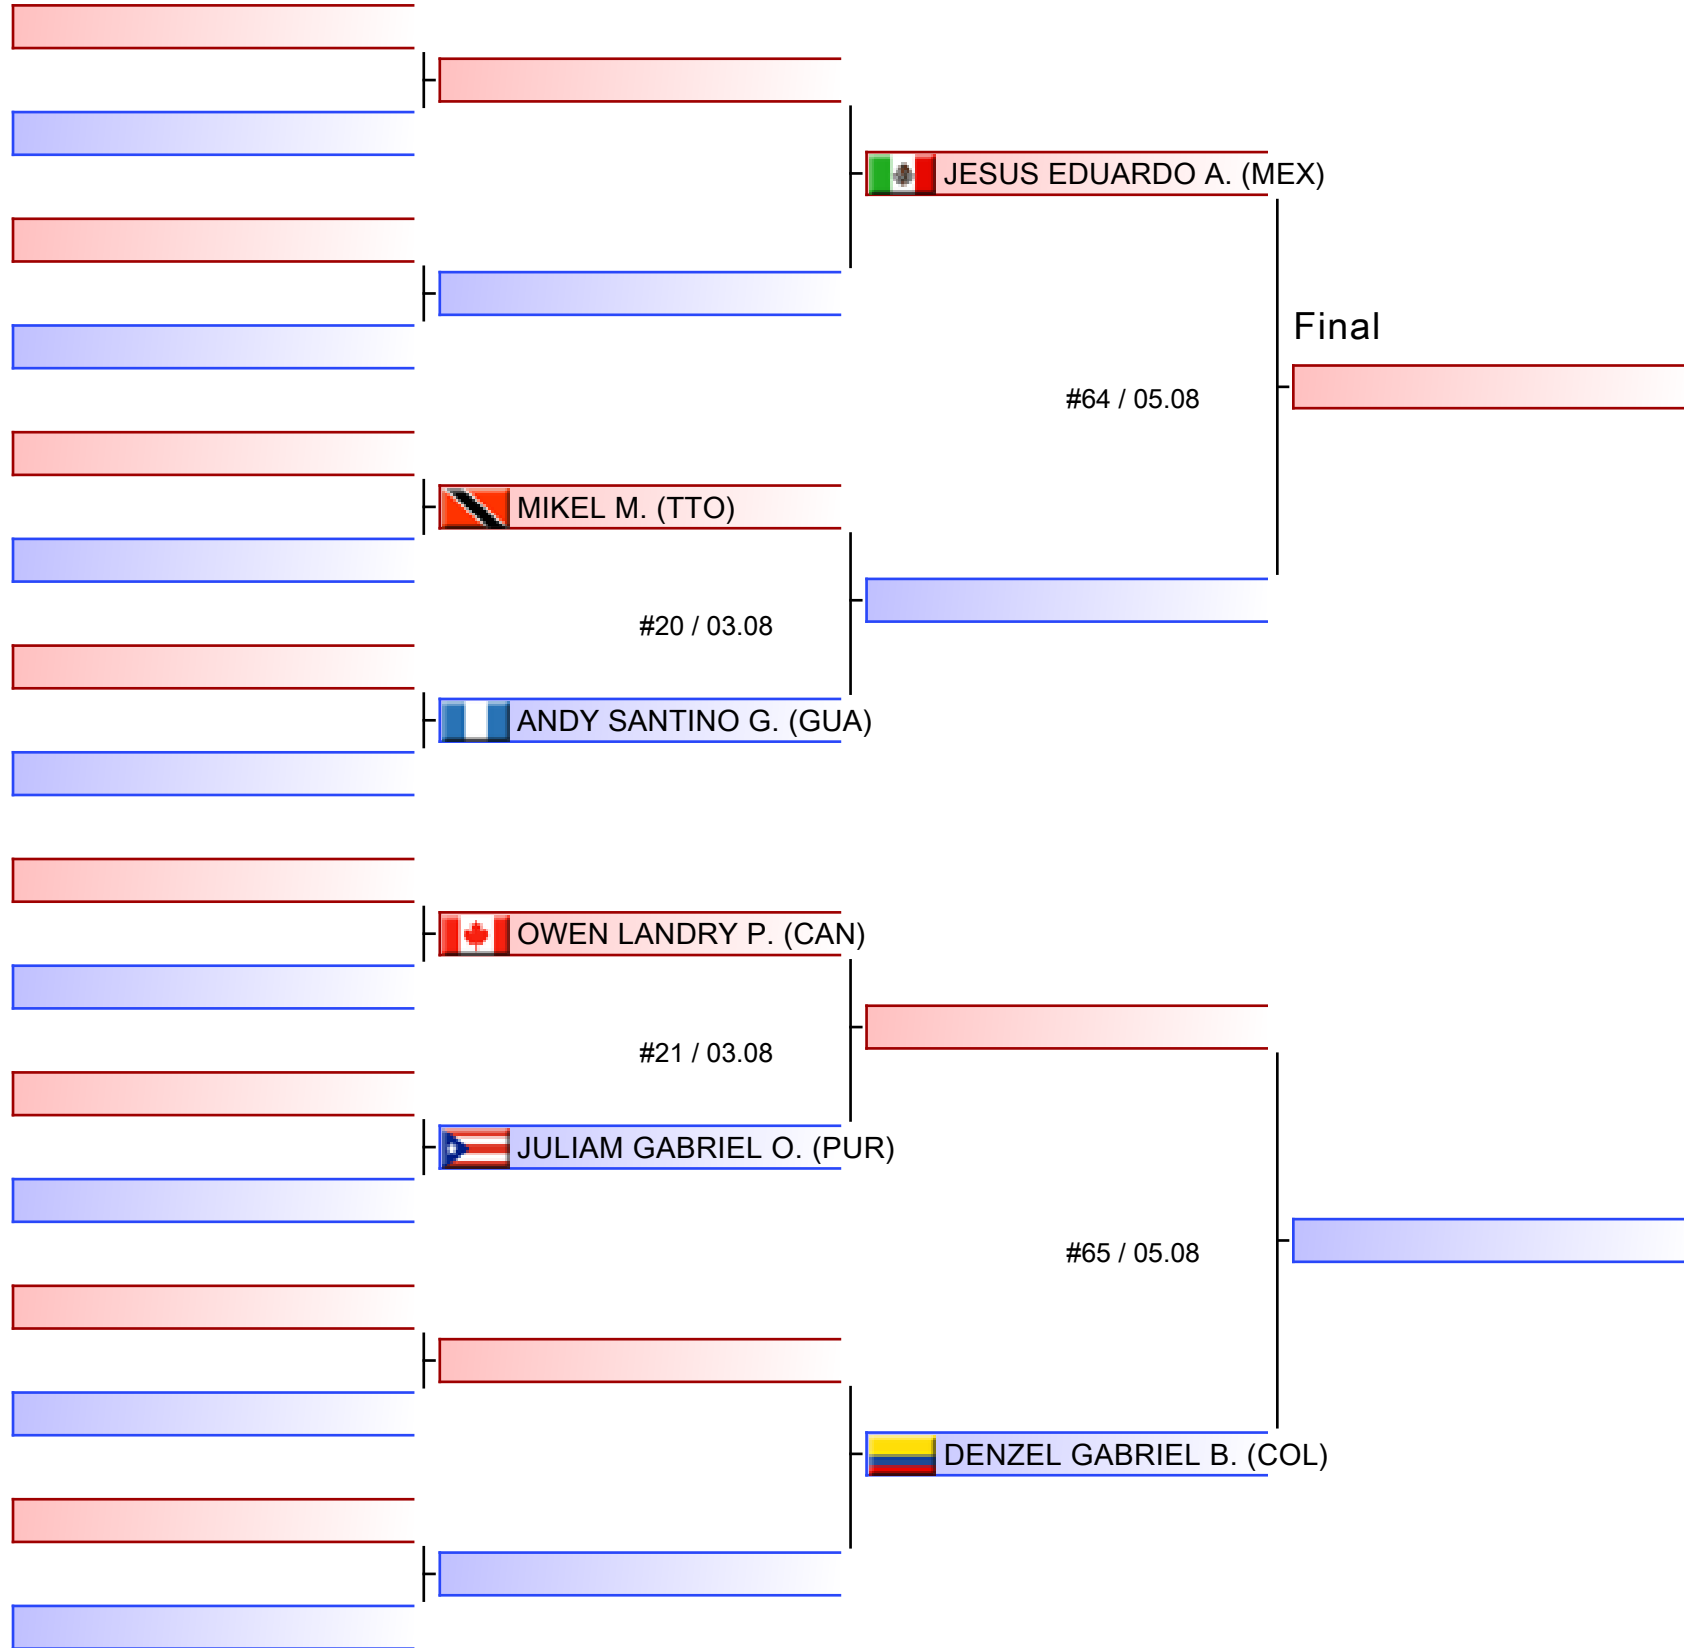 JESUS EDUARDO A. (MEX)
Final
#64 / 05.08
MIKEL M. (TTO)
#20 / 03.08
ANDY SANTINO G. (GUA)
OWEN LANDRY P. (CAN)
#21 / 03.08
JULIAM GABRIEL O. (PUR)
#65 / 05.08
DENZEL GABRIEL B. (COL)